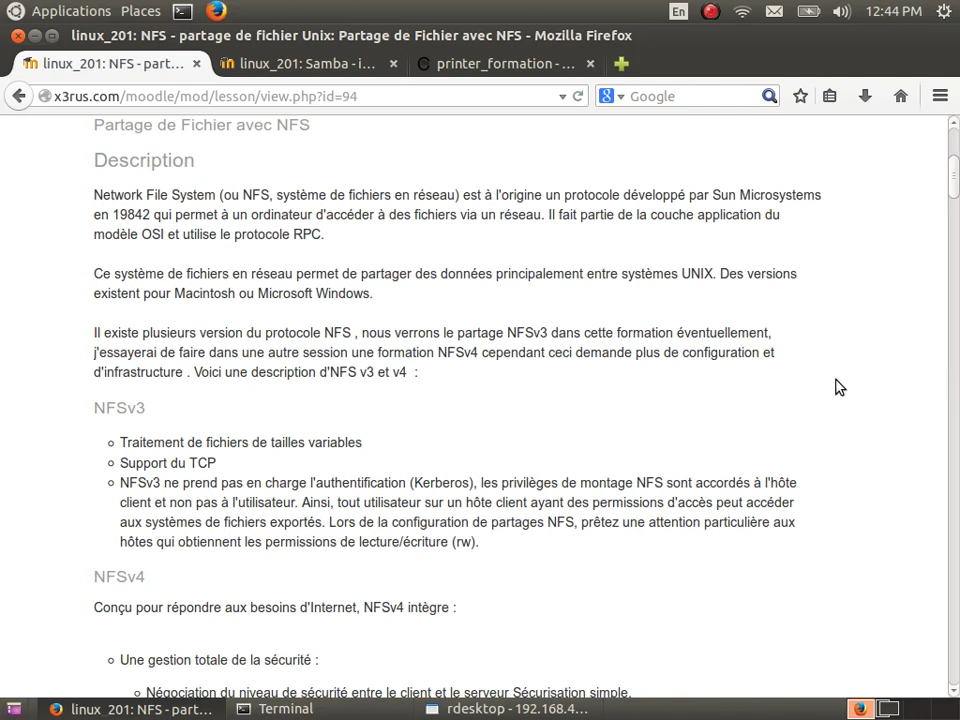 Applications Places En 12:44 PM
linux_201: NFS - partage de fichier Unix: Partage de Fichier avec NFS - Mozilla Firefox
linux_201: NFS - part... linux_201: Samba - i... printer_formation - ...
x3rus.com/moodle/mod/lesson/view.php?id=94 Google
Partage de Fichier avec NFS
Description
Network File System (ou NFS, système de fichiers en réseau) est à l'origine un protocole développé par Sun Microsystems
en 19842 qui permet à un ordinateur d'accéder à des fichiers via un réseau. Il fait partie de la couche application du
modèle OSI et utilise le protocole RPC.
Ce système de fichiers en réseau permet de partager des données principalement entre systèmes UNIX. Des versions
existent pour Macintosh ou Microsoft Windows.
Il existe plusieurs version du protocole NFS , nous verrons le partage NFSv3 dans cette formation éventuellement,
j'essayerai de faire dans une autre session une formation NFSv4 cependant ceci demande plus de configuration et
d'infrastructure . Voici une description d'NFS v3 et v4 :
NFSv3
Traitement de fichiers de tailles variables
Support du TCP
NFSv3 ne prend pas en charge l'authentification (Kerberos), les privilèges de montage NFS sont accordés à l'hôte
client et non pas à l'utilisateur. Ainsi, tout utilisateur sur un hôte client ayant des permissions d'accès peut accéder
aux systèmes de fichiers exportés. Lors de la configuration de partages NFS, prêtez une attention particulière aux
hôtes qui obtiennent les permissions de lecture/écriture (rw).
NFSv4
Conçu pour répondre aux besoins d'Internet, NFSv4 intègre :
Une gestion totale de la sécurité :
Négociation du niveau de sécurité entre le client et le serveur Sécurisation simple.
linux_201: NFS - part... Terminal rdesktop - 192.168.4...